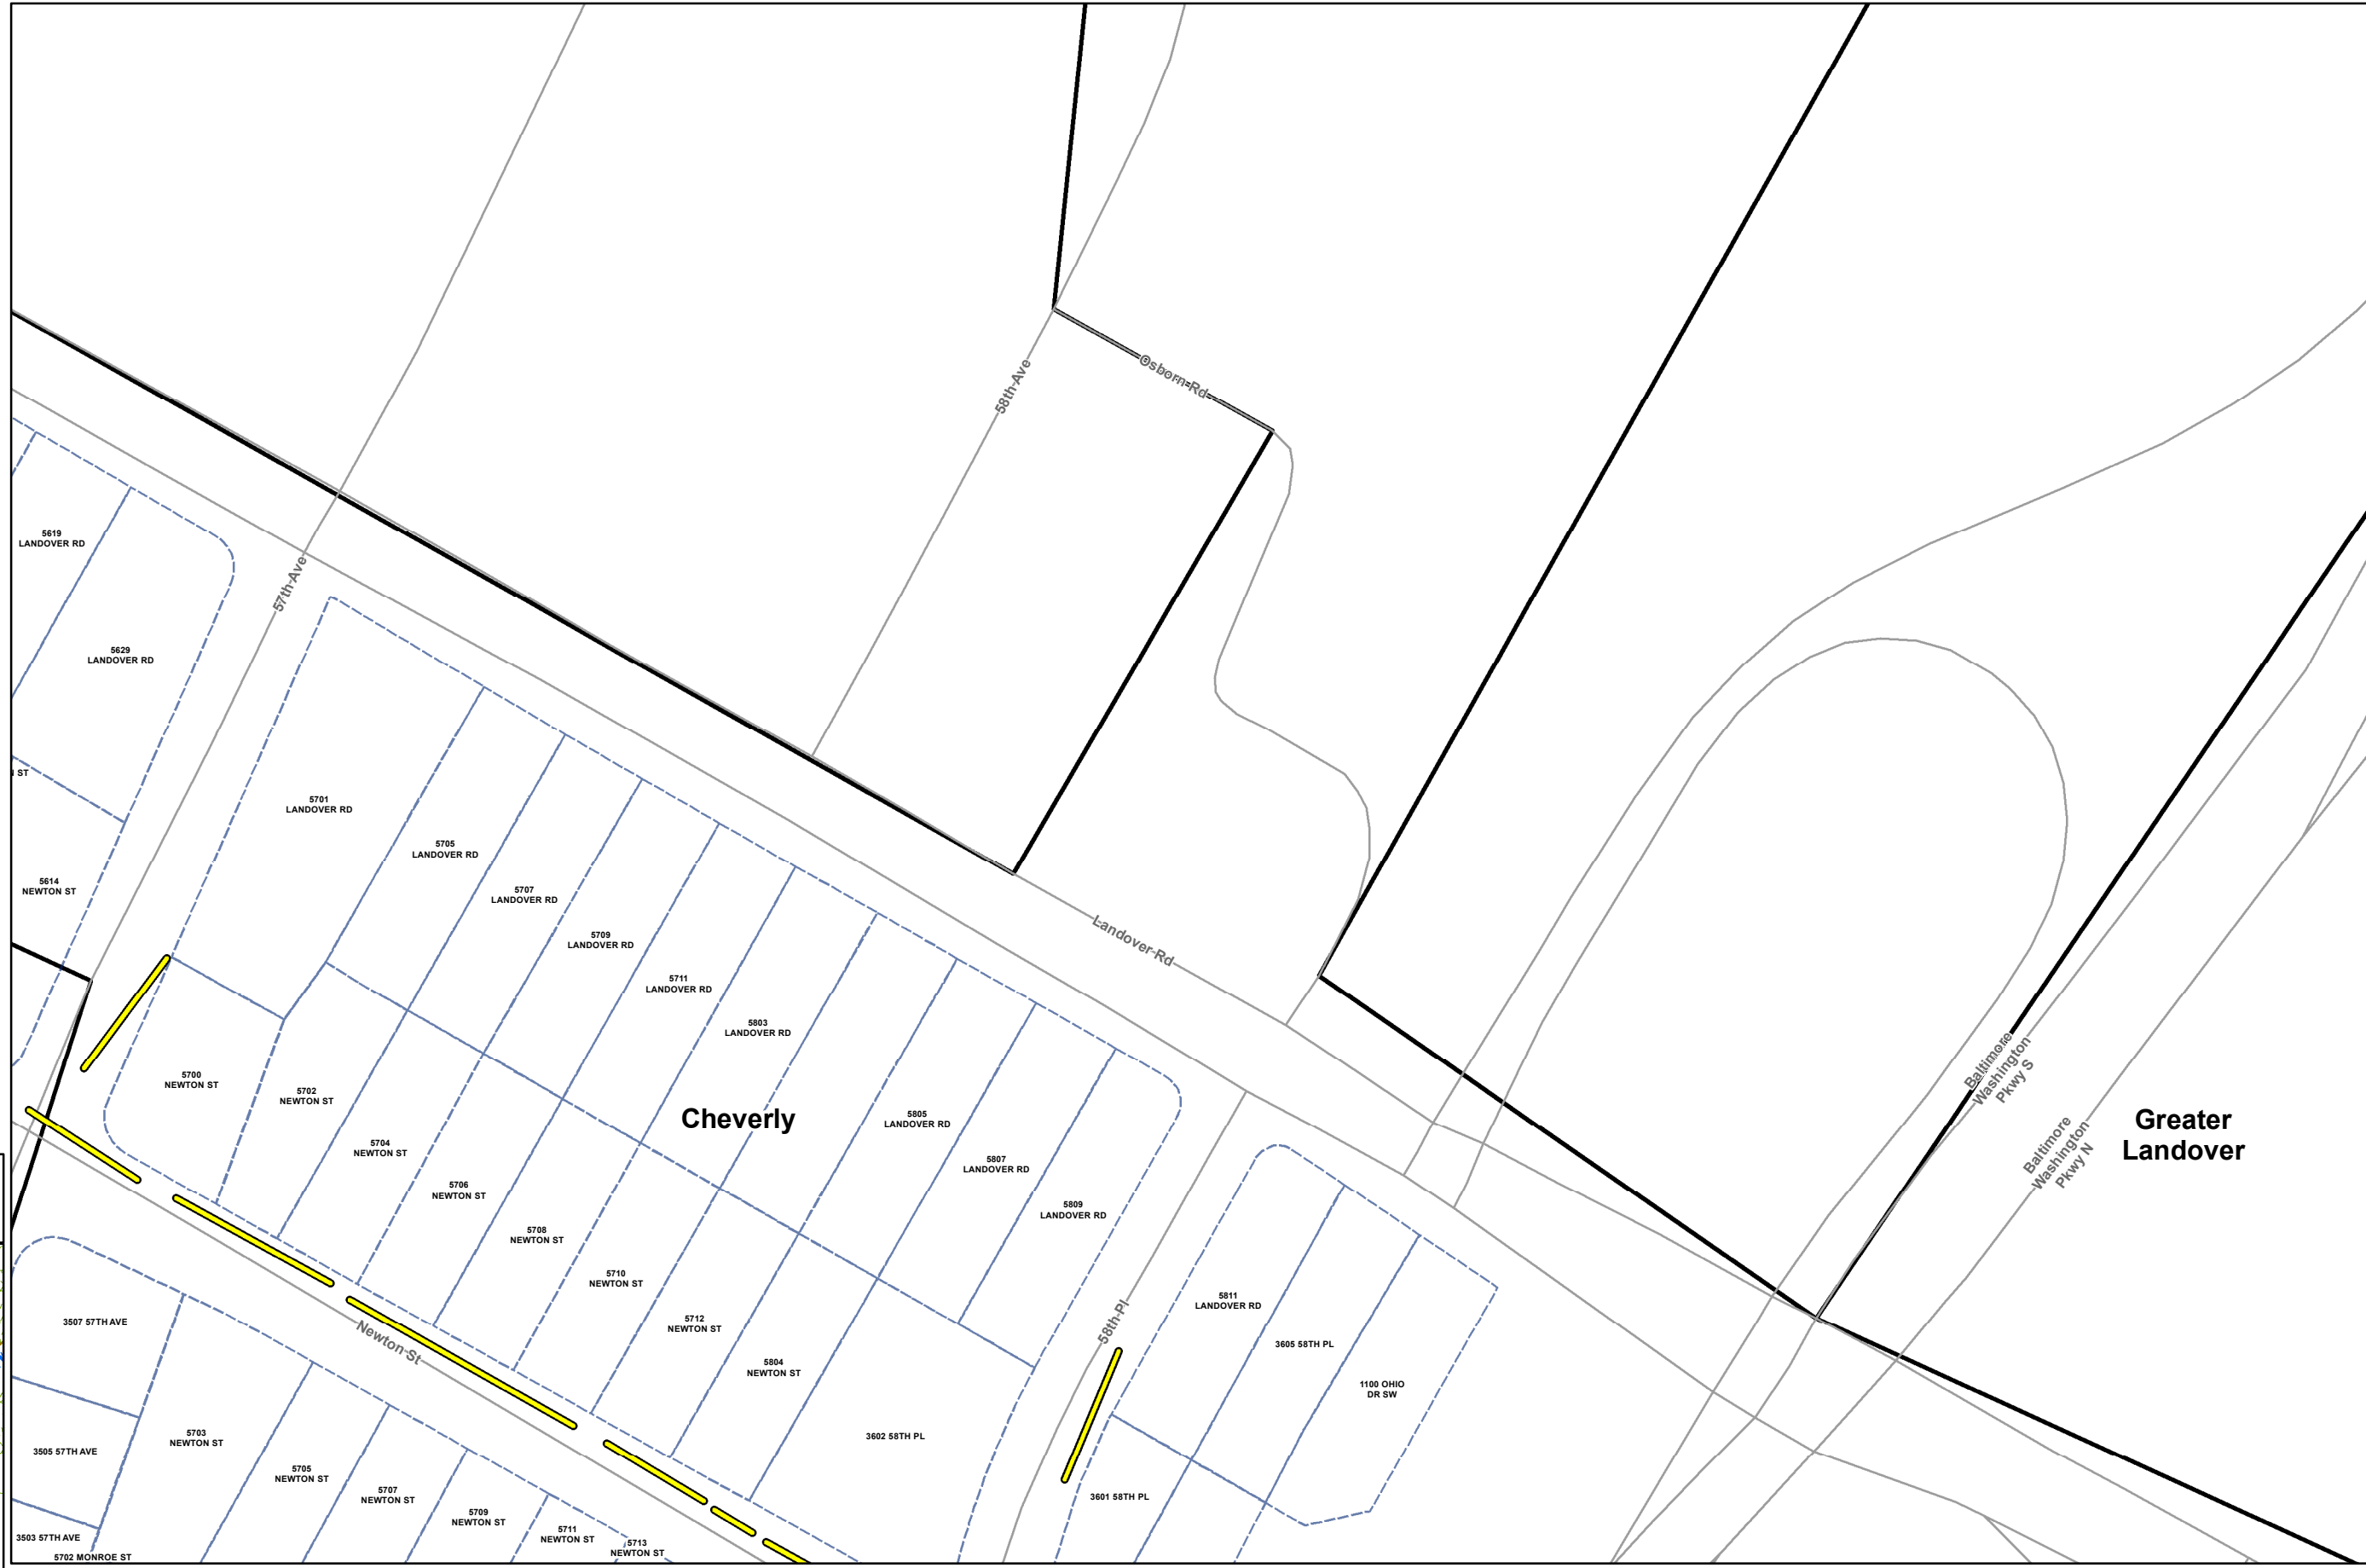 58th Ave
Osborn Rd
5619
LANDOVER RD
57th Ave
5629
LANDOVER RD
ST
5701
LANDOVER RD
5705
LANDOVER RD
5614
NEWTON ST
5707
LANDOVER RD
5709
LANDOVER RD
Landover Rd
5711
LANDOVER RD
5803
LANDOVER RD
5700
NEWTON ST
5702
NEWTON ST
Cheverly
5805
LANDOVER RD
Baltimore
Washington
Pkwy S
Baltimore
Washington
Pkwy N
Greater
Landover
5704
NEWTON ST
5807
LANDOVER RD
5706
NEWTON ST
5809
LANDOVER RD
5708
NEWTON ST
5710
NEWTON ST
5811
LANDOVER RD
58th Pl
3507 57TH AVE
Newton St
5712
NEWTON ST
3605 58TH PL
5804
NEWTON ST
1100 OHIO
DR SW
3602 58TH PL
5703
NEWTON ST
3505 57TH AVE
5705
NEWTON ST
5707
NEWTON ST
3601 58TH PL
5709
NEWTON ST
5711
NEWTON ST
5713
NEWTON ST
3503 57TH AVE
5702 MONROE ST